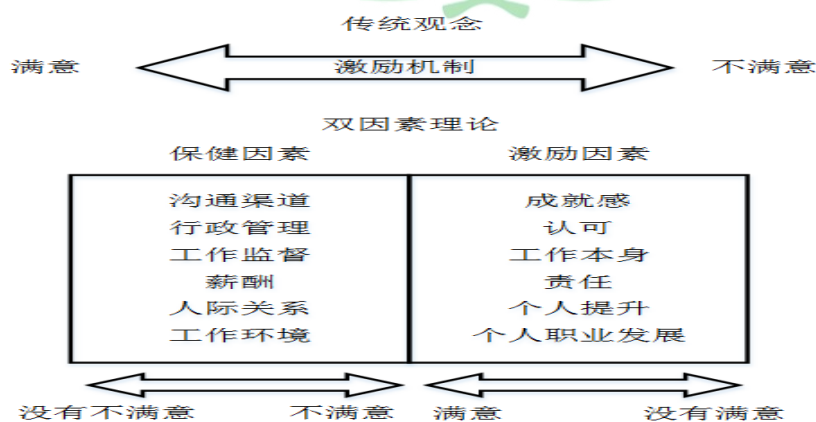 传统观念
满意 激励机制 不满意
双因素理论
保健因素 激励因素
沟通渠道 成就感
行政管理 认可
工作监督 工作本身
薪酬 责任
人际关系 个人提升
工作环境 个人职业发展
没有不满意 不满意 满意 没有满意